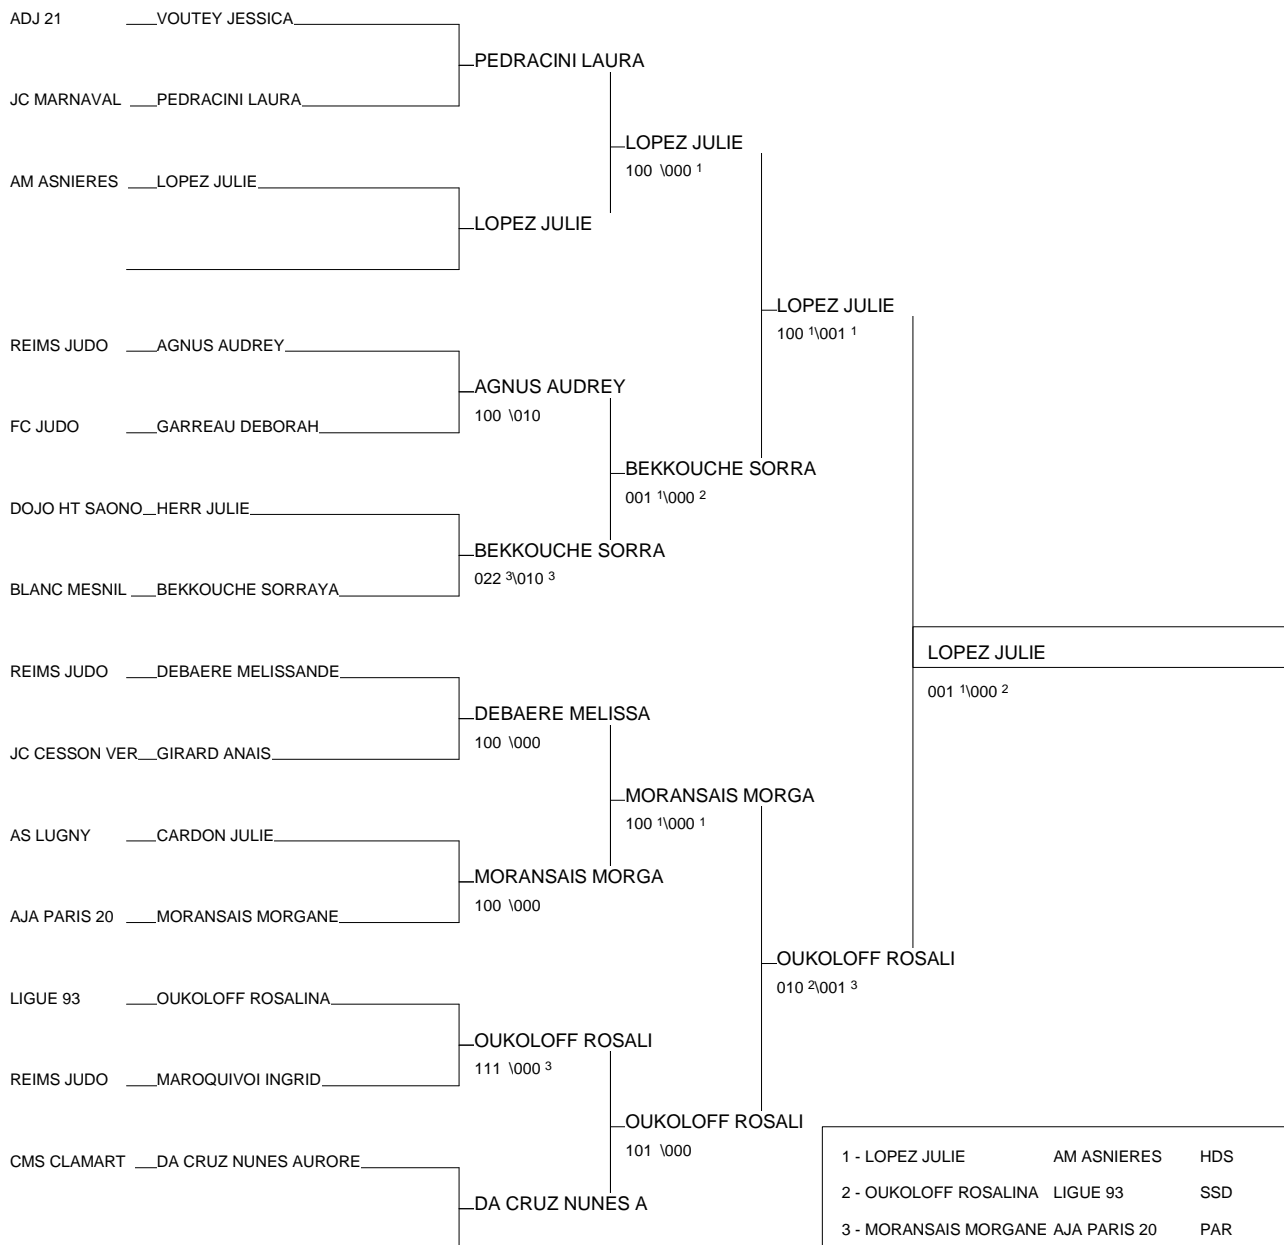 ADJ 21 VOUTEY JESSICA
PEDRACINI LAURA
JC MARNAVAL PEDRACINI LAURA
LOPEZ JULIE
100 \000 1
AM ASNIERES LOPEZ JULIE
LOPEZ JULIE
LOPEZ JULIE
100 1\001 1
REIMS JUDO AGNUS AUDREY
AGNUS AUDREY
100 \010
FC JUDO GARREAU DEBORAH
BEKKOUCHE SORRA
001 1\000 2
DOJO HT SAONO HERR JULIE
BEKKOUCHE SORRA
022 3\010 3
BLANC MESNIL BEKKOUCHE SORRAYA
LOPEZ JULIE
001 1\000 2
REIMS JUDO DEBAERE MELISSANDE
DEBAERE MELISSA
100 \000
JC CESSON VER GIRARD ANAIS
MORANSAIS MORGA
100 1\000 1
AS LUGNY CARDON JULIE
MORANSAIS MORGA
100 \000
AJA PARIS 20 MORANSAIS MORGANE
OUKOLOFF ROSALI
010 2\001 3
LIGUE 93 OUKOLOFF ROSALINA
OUKOLOFF ROSALI
111 \000 3
REIMS JUDO MAROQUIVOI INGRID
OUKOLOFF ROSALI
101 \000
CMS CLAMART DA CRUZ NUNES AURORE
DA CRUZ NUNES A
1 - LOPEZ JULIE AM ASNIERES HDS
2 - OUKOLOFF ROSALINA LIGUE 93 SSD
3 - MORANSAIS MORGANE AJA PARIS 20 PAR